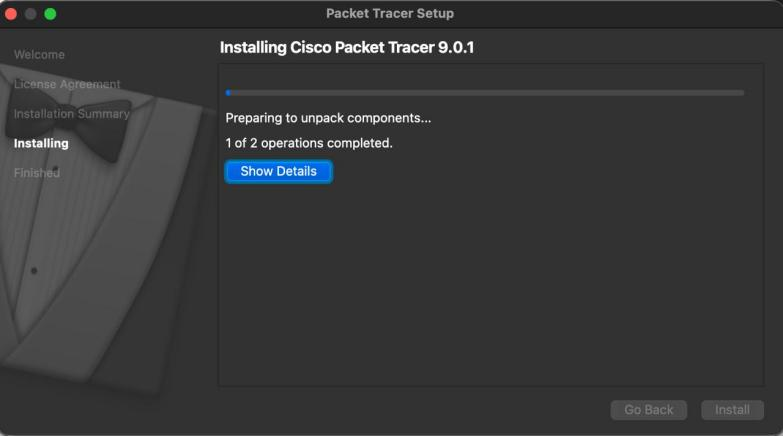 Packet Tracer Setup
Welcome
License Agreement
Installation Summary
Installing
Finished
Installing Cisco Packet Tracer 9.0.1
Preparing to unpack components...
1 of 2 operations completed.
Show Details
Go Back
Install